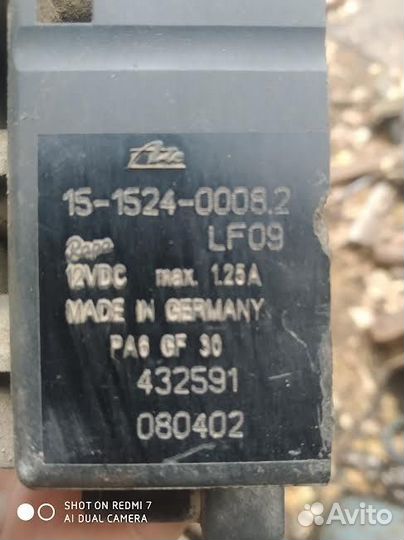 Ate
15-1524-0008.2
Rapa LF09
12VDC max. 1.25A
MADE IN GERMANY
PA6 GF 30
432591
080402
SHOT ON REDMI 7
AI DUAL CAMERA
Avito